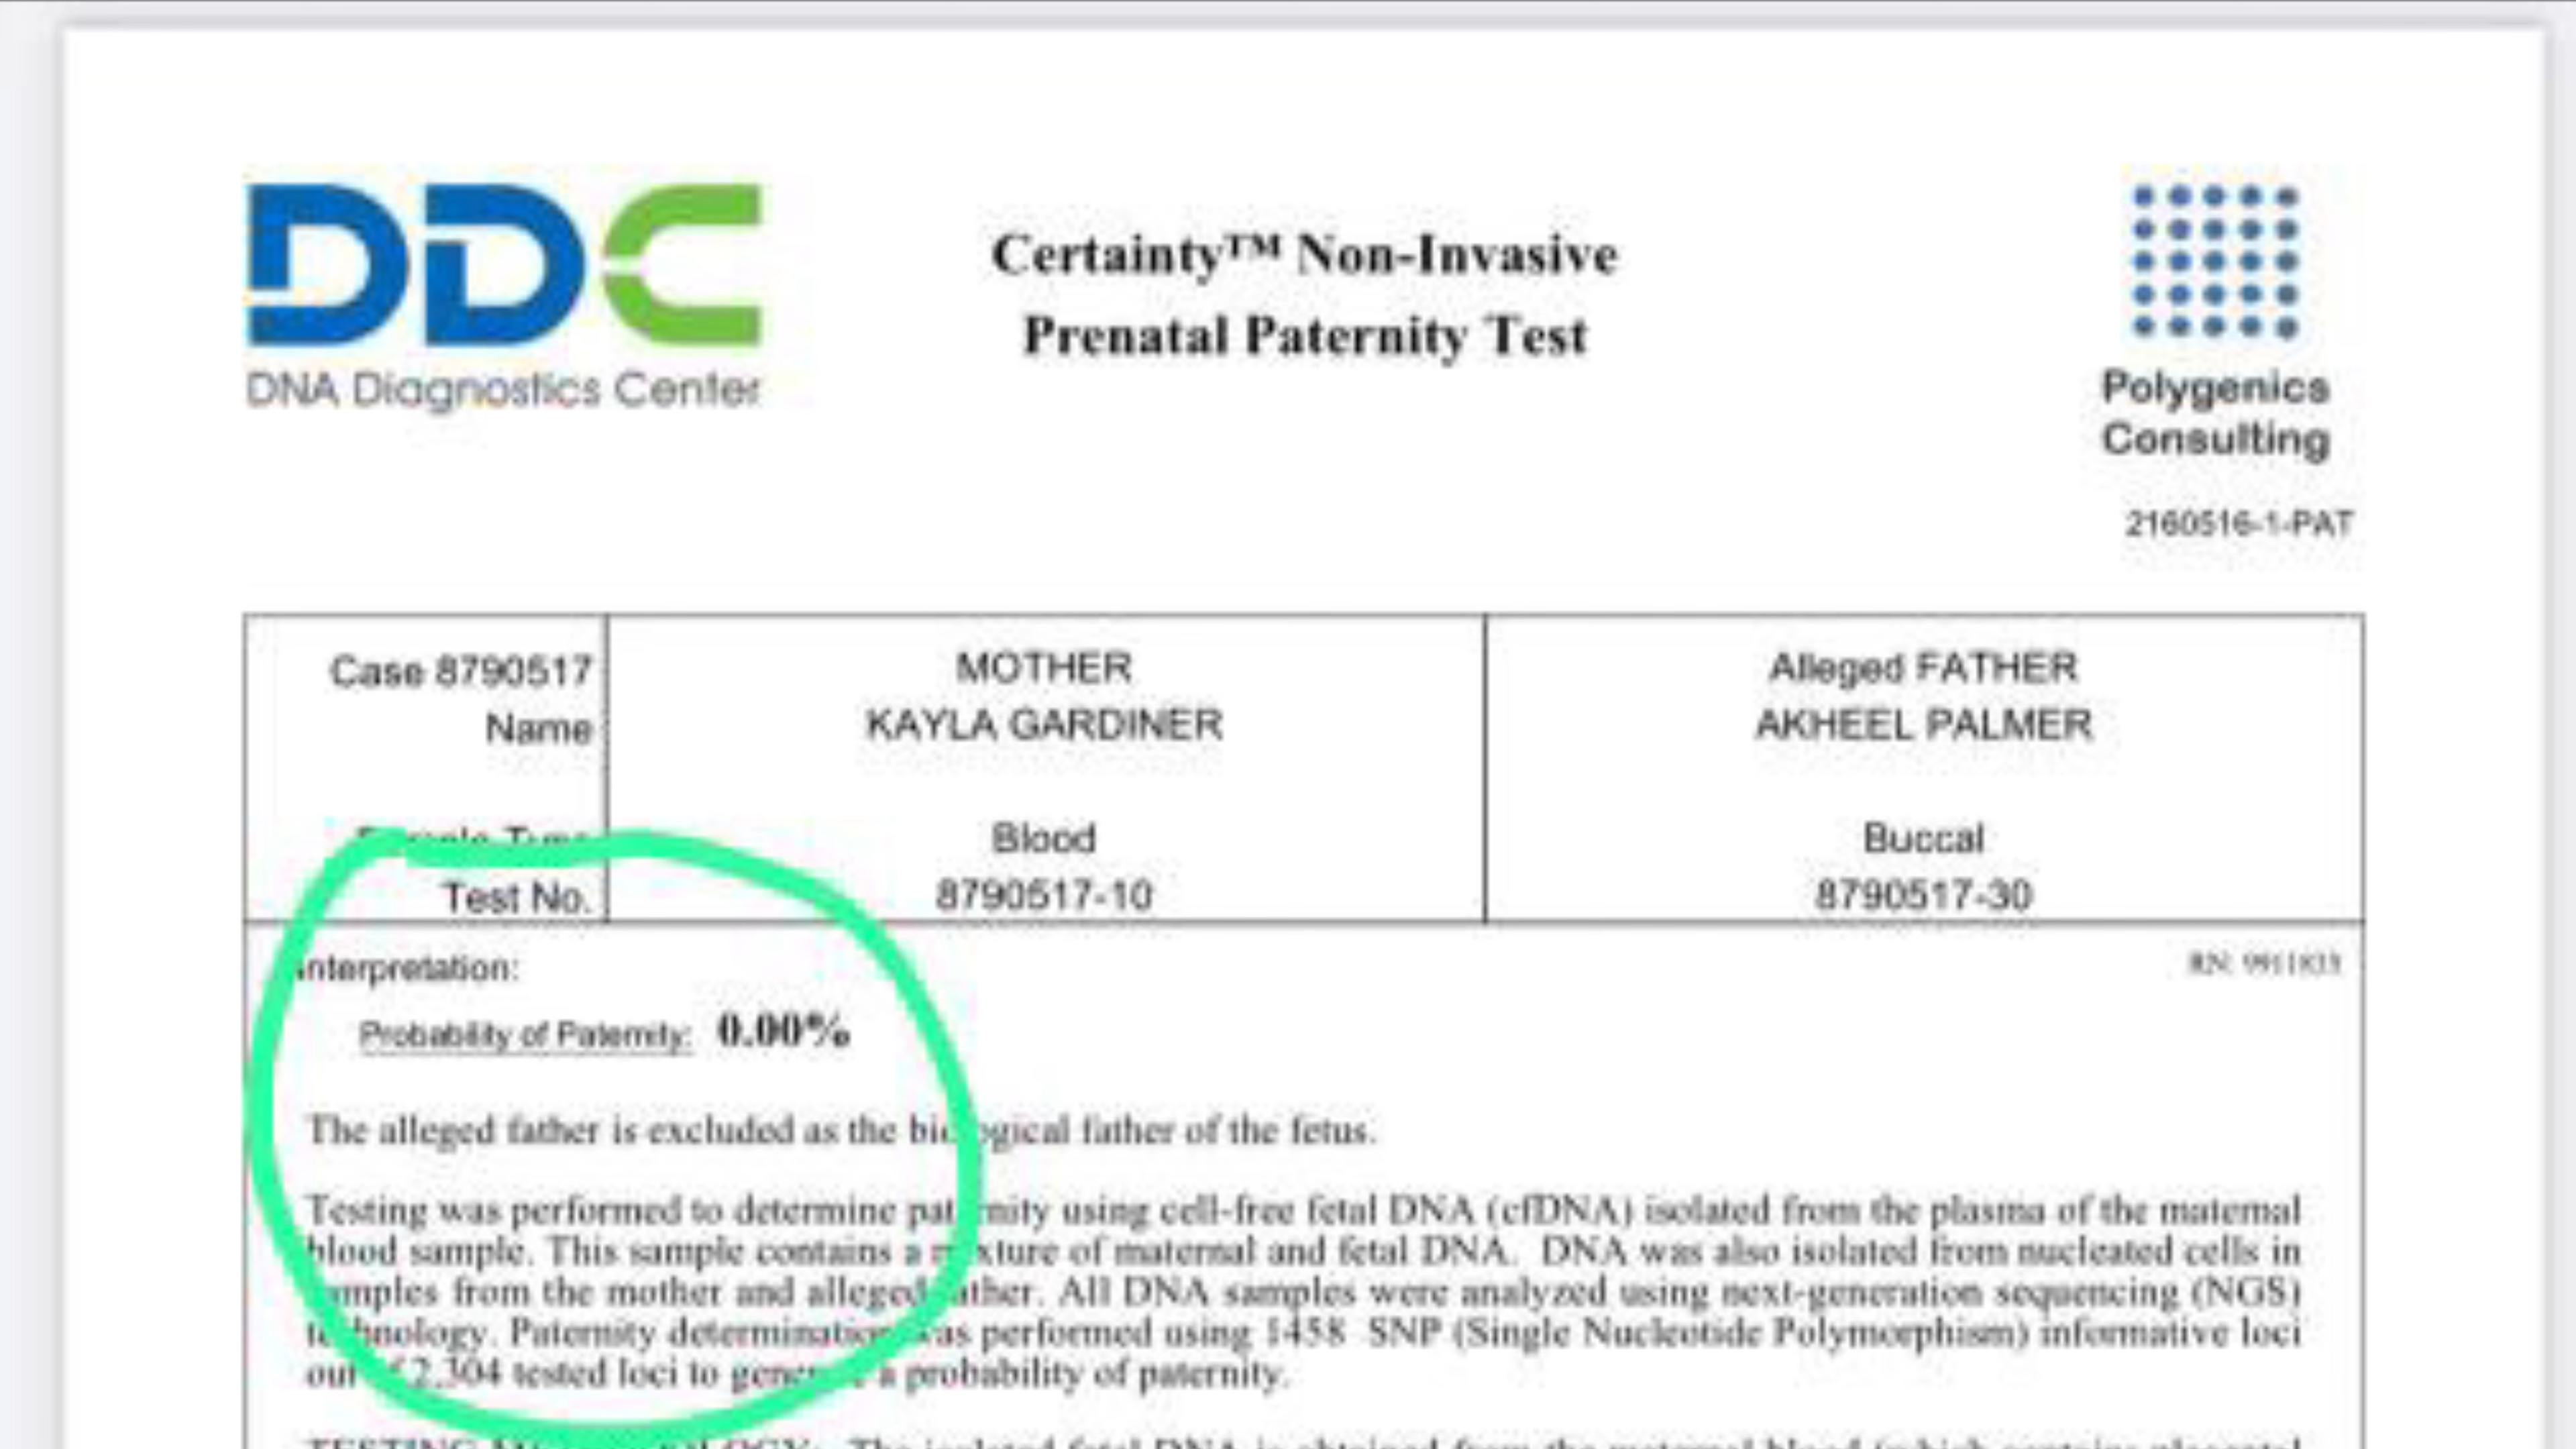 DDC
DNA Diagnostics Center
Certainty™ Non-Invasive
Prenatal Paternity Test
Polygenics
Consulting
2160516-1-PAT
Case 8790517
Name
MOTHER
KAYLA GARDINER
Alleged FATHER
AKHEEL PALMER
Sample Type
Blood
Buccal
Test No.
8790517-10
8790517-30
Interpretation:
RN: 9911835
Probability of Paternity: 0.00%
The alleged father is excluded as the biological father of the fetus.
Testing was performed to determine paternity using cell-free fetal DNA (cfDNA) isolated from the plasma of the maternal
blood sample. This sample contains a mixture of maternal and fetal DNA. DNA was also isolated from nucleated cells in
samples from the mother and alleged father. All DNA samples were analyzed using next-generation sequencing (NGS)
technology. Paternity determination was performed using 1458 SNP (Single Nucleotide Polymorphism) informative loci
out of 2,304 tested loci to generate a probability of paternity.